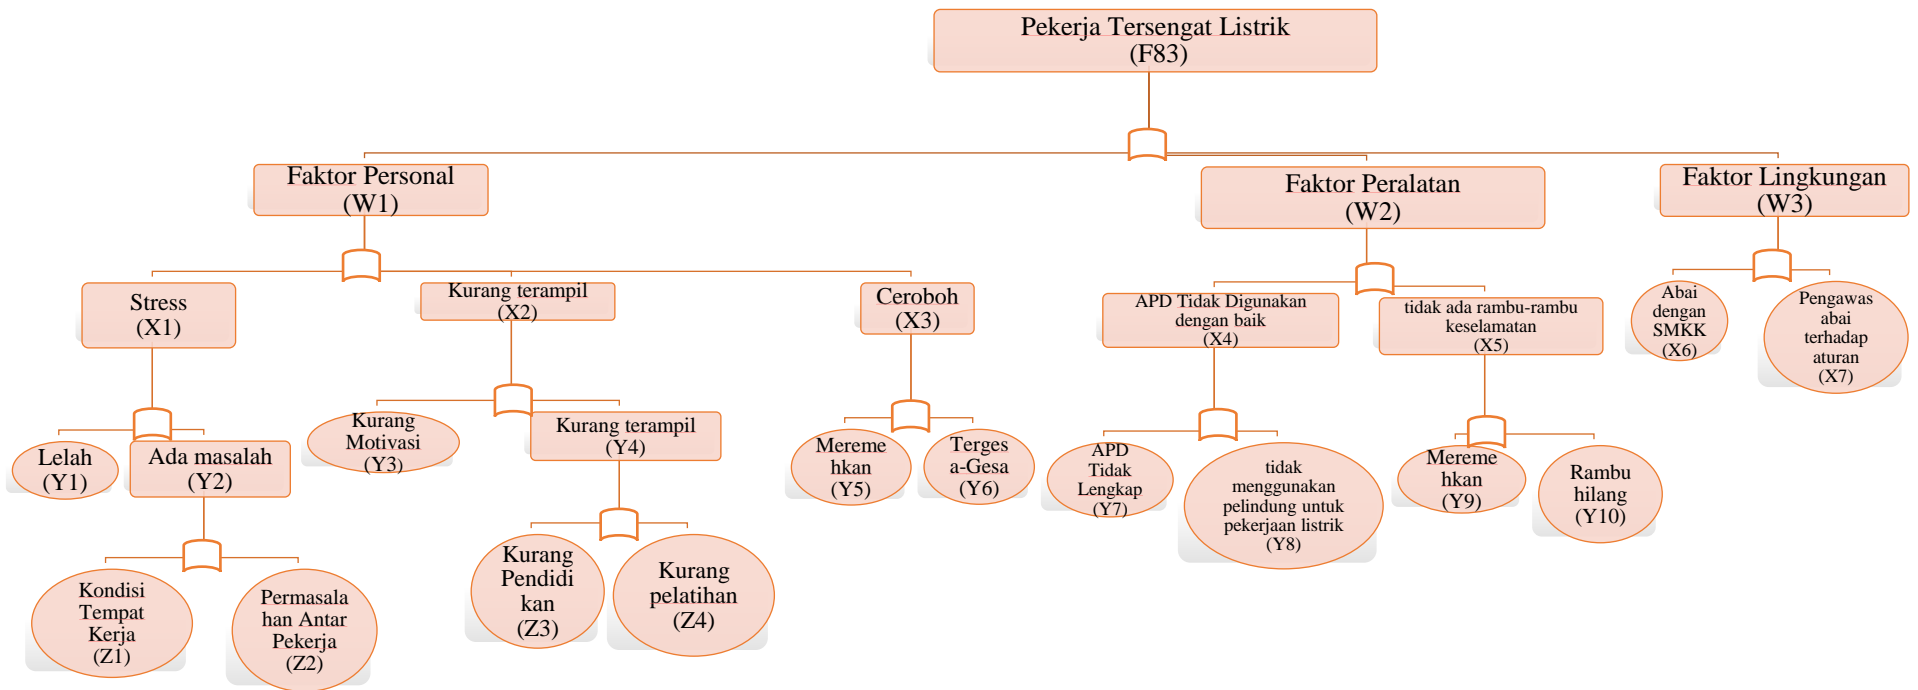 Pekerja Tersengat Listrik
(F83)
Faktor Personal
(W1)
Faktor Peralatan
(W2)
Faktor Lingkungan
(W3)
Stress
(X1)
Kurang terampil
(X2)
Ceroboh
(X3)
APD Tidak Digunakan
dengan baik
(X4)
tidak ada rambu-rambu
keselamatan
(X5)
Abai
dengan
SMKK
(X6)
Pengawas
abai
terhadap
aturan
(X7)
Lelah
(Y1)
Ada masalah
(Y2)
Kurang
Motivasi
(Y3)
Kurang terampil
(Y4)
Mereme
hkan
(Y5)
Terges
a-Gesa
(Y6)
APD
Tidak
Lengkap
(Y7)
tidak
menggunakan
pelindung untuk
pekerjaan listrik
(Y8)
Mereme
hkan
(Y9)
Rambu
hilang
(Y10)
Kondisi
Tempat
Kerja
(Z1)
Permasala
han Antar
Pekerja
(Z2)
Kurang
Pendidi
kan
(Z3)
Kurang
pelatihan
(Z4)